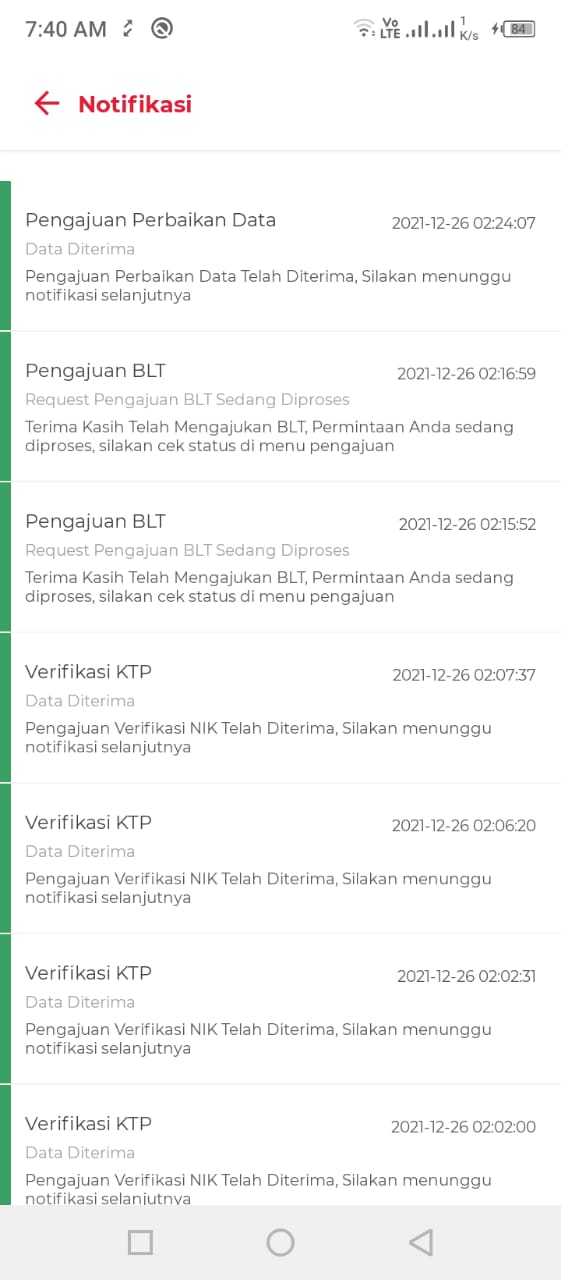 7:40 AM
Vo
LTE
1
K/s
84
Notifikasi
Pengajuan Perbaikan Data
2021-12-26 02:24:07
Data Diterima
Pengajuan Perbaikan Data Telah Diterima, Silakan menunggu
notifikasi selanjutnya
Pengajuan BLT
2021-12-26 02:16:59
Request Pengajuan BLT Sedang Diproses
Terima Kasih Telah Mengajukan BLT, Permintaan Anda sedang
diproses, silakan cek status di menu pengajuan
Pengajuan BLT
2021-12-26 02:15:52
Request Pengajuan BLT Sedang Diproses
Terima Kasih Telah Mengajukan BLT, Permintaan Anda sedang
diproses, silakan cek status di menu pengajuan
Verifikasi KTP
2021-12-26 02:07:37
Data Diterima
Pengajuan Verifikasi NIK Telah Diterima, Silakan menunggu
notifikasi selanjutnya
Verifikasi KTP
2021-12-26 02:06:20
Data Diterima
Pengajuan Verifikasi NIK Telah Diterima, Silakan menunggu
notifikasi selanjutnya
Verifikasi KTP
2021-12-26 02:02:31
Data Diterima
Pengajuan Verifikasi NIK Telah Diterima, Silakan menunggu
notifikasi selanjutnya
Verifikasi KTP
2021-12-26 02:02:00
Data Diterima
Pengajuan Verifikasi NIK Telah Diterima, Silakan menunggu
notifikasi selanjutnya